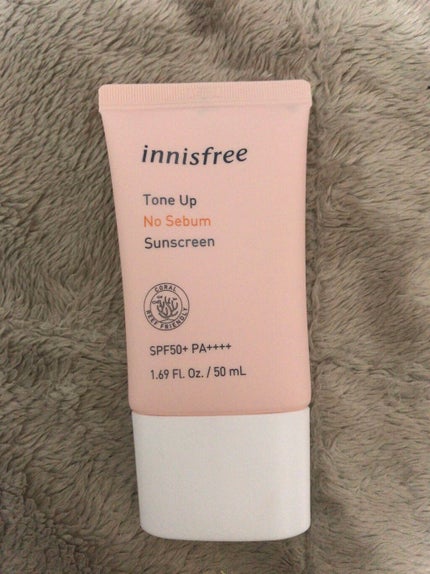 innisfree
Tone Up
No Sebum
Sunscreen
CORAL
REEF FRIENDLY
SPF50+ PA++++
1.69 FL. Oz. / 50 mL